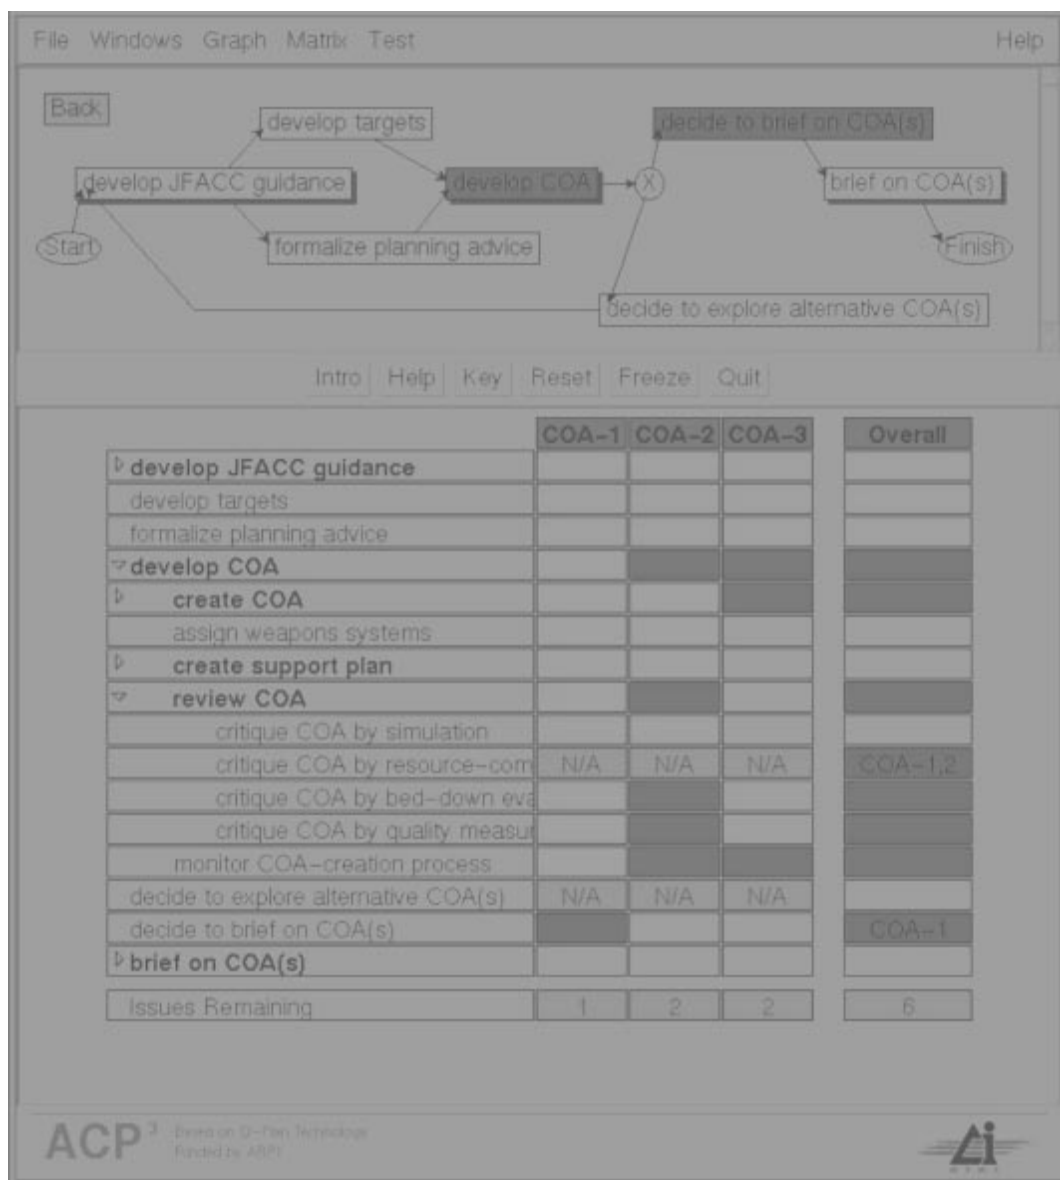 File Windows Graph Matrix Test Help
Back
develop targets
decide to brief on COA(s)
develop JFACC guidance
develop COA
X
brief on COA(s)
Start
formalize planning advice
Finish
decide to explore alternative COA(s)
Intro Help Key Reset Freeze Quit
COA-1 COA-2 COA-3 Overall
develop JFACC guidance
develop targets
formalize planning advice
develop COA
create COA
assign weapons systems
create support plan
review COA
critique COA by simulation
critique COA by resource-com N/A N/A N/A COA-1,2
critique COA by bed-down eva
critique COA by quality measur
monitor COA-creation process
decide to explore alternative COA(s) N/A N/A N/A
decide to brief on COA(s) COA-1
brief on COA(s)
Issues Remaining 1 2 2 6
ACP3 Based on O-Plan Technology
Funded by ARPI
Ai